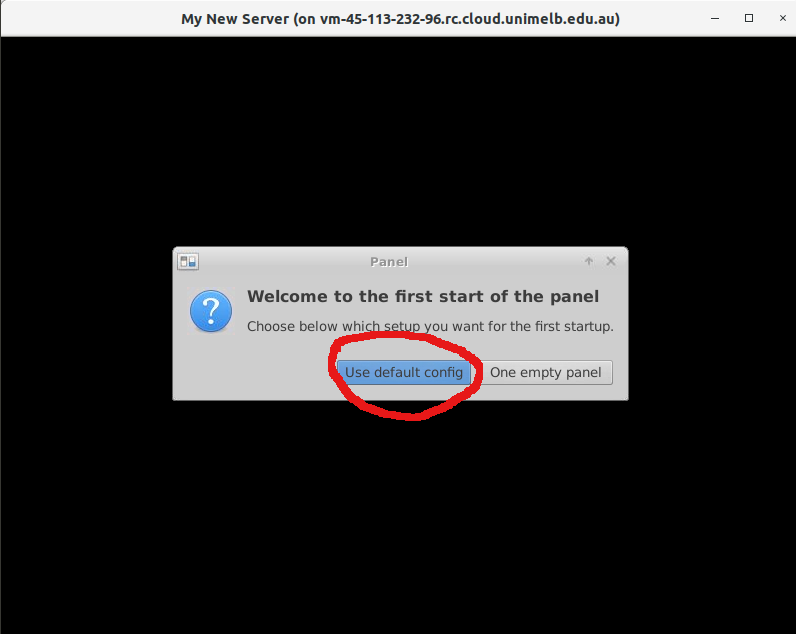 My New Server (on vm-45-113-232-96.rc.cloud.unimelb.edu.au)
Panel
Welcome to the first start of the panel
Choose below which setup you want for the first startup.
Use default config
One empty panel